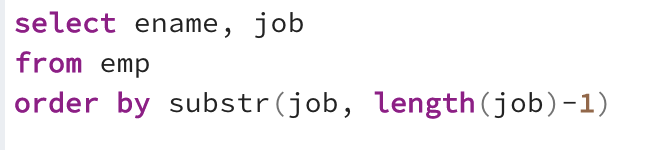 select ename, job
from emp
order by substr(job, length(job)-1)